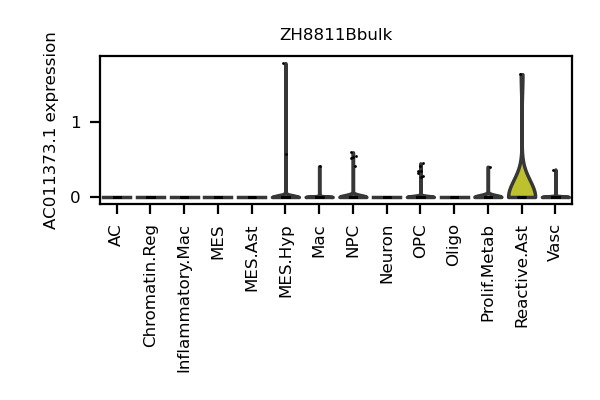 ZH8811Bbulk
AC011373.1 expression
1
0
AC
Chromatin.Reg
Inflammatory.Mac
MES
MES.Ast
MES.Hyp
Mac
NPC
Neuron
OPC
Oligo
Prolif.Metab
Reactive.Ast
Vasc